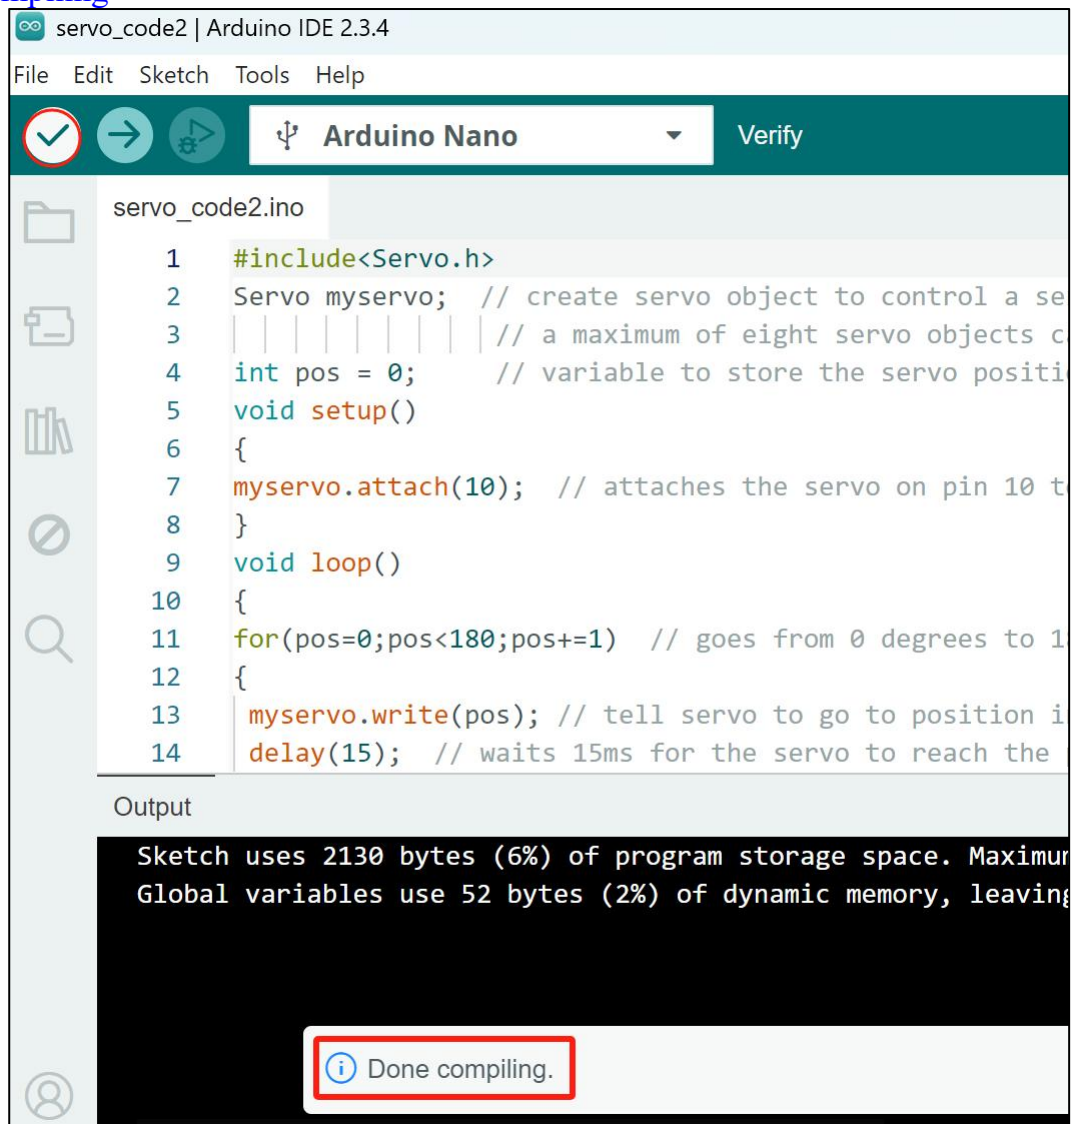 servo_code2 | Arduino IDE 2.3.4
File Edit Sketch Tools Help
Arduino Nano Verify
servo_code2.ino
1 #include<Servo.h>
2 Servo myservo; // create servo object to control a se
3 // a maximum of eight servo objects c
4 int pos = 0; // variable to store the servo positi
5 void setup()
6 {
7 myservo.attach(10); // attaches the servo on pin 10 t
8 }
9 void loop()
10 {
11 for(pos=0;pos<180;pos+=1) // goes from 0 degrees to 1
12 {
13 myservo.write(pos); // tell servo to go to position i
14 delay(15); // waits 15ms for the servo to reach the
Output
Sketch uses 2130 bytes (6%) of program storage space. Maximu
Global variables use 52 bytes (2%) of dynamic memory, leaving
Done compiling.